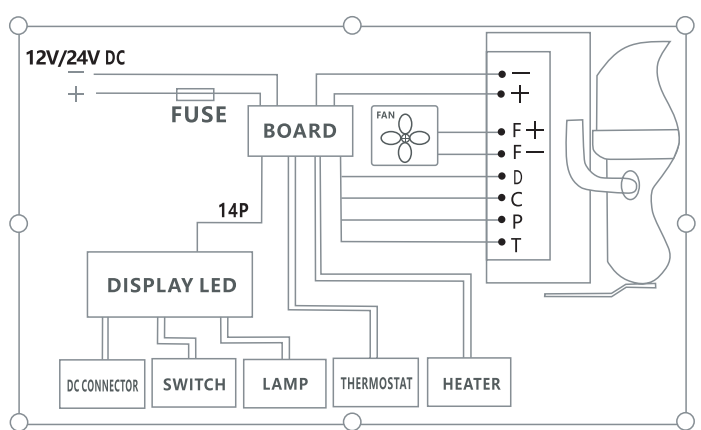 12V/24V DC
−
+
FUSE
BOARD
FAN
−
+
F +
F −
D
C
P
T
14P
DISPLAY LED
DC CONNECTOR
SWITCH
LAMP
THERMOSTAT
HEATER